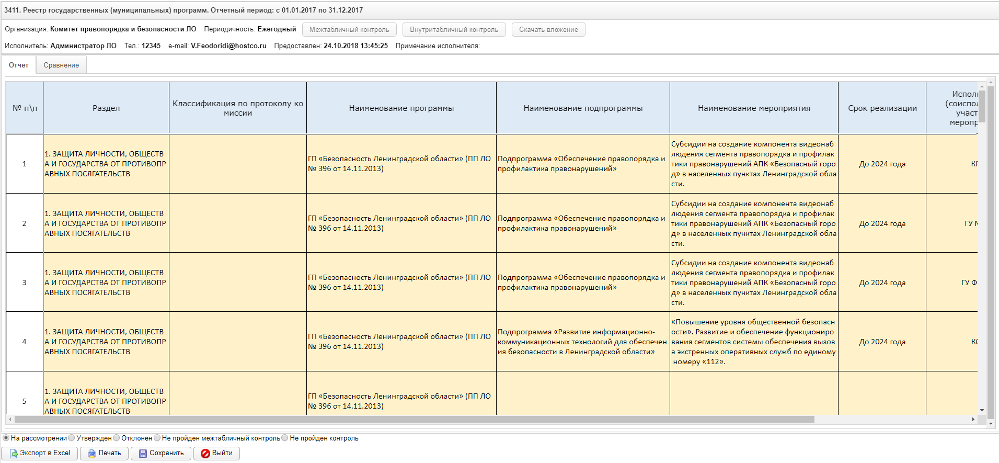 3411. Реестр государственных (муниципальных) программ. Отчетный период: с 01.01.2017 по 31.12.2017
Организация: Комитет правопорядка и безопасности ЛО Периодичность: Ежегодный Межтабличный контроль Внутритабличный контроль Скачать вложение
Исполнитель: Администратор ЛО Тел.: 12345 e-mail: V.Feodoridi@hostco.ru Предоставлен: 24.10.2018 13:45:25 Примечание исполнителя:
Отчет Сравнение
№ п\п
Раздел
Классификация по протоколу ко
миссии
Наименование программы
Наименование подпрограммы
Наименование мероприятия
Срок реализации
1
1. ЗАЩИТА ЛИЧНОСТИ, ОБЩЕСТВ
А И ГОСУДАРСТВА ОТ ПРОТИВОПР
АВНЫХ ПОСЯГАТЕЛЬСТВ
ГП «Безопасность Ленинградской области» (ПП ЛО
№ 396 от 14.11.2013)
Подпрограмма «Обеспечение правопорядка и
профилактика правонарушений»
Субсидии на создание компонента видеонаб
людения сегмента правопорядка и профилак
тики правонарушений АПК «Безопасный горо
д» в населенных пунктах Ленинградской обла
сти.
До 2024 года
2
1. ЗАЩИТА ЛИЧНОСТИ, ОБЩЕСТВ
А И ГОСУДАРСТВА ОТ ПРОТИВОПР
АВНЫХ ПОСЯГАТЕЛЬСТВ
ГП «Безопасность Ленинградской области» (ПП ЛО
№ 396 от 14.11.2013)
Подпрограмма «Обеспечение правопорядка и
профилактика правонарушений»
Субсидии на создание компонента видеонаб
людения сегмента правопорядка и профилак
тики правонарушений АПК «Безопасный горо
д» в населенных пунктах Ленинградской обла
сти.
До 2024 года
ГУ
3
1. ЗАЩИТА ЛИЧНОСТИ, ОБЩЕСТВ
А И ГОСУДАРСТВА ОТ ПРОТИВОПР
АВНЫХ ПОСЯГАТЕЛЬСТВ
ГП «Безопасность Ленинградской области» (ПП ЛО
№ 396 от 14.11.2013)
Подпрограмма «Обеспечение правопорядка и
профилактика правонарушений»
Субсидии на создание компонента видеонаб
людения сегмента правопорядка и профилак
тики правонарушений АПК «Безопасный горо
д» в населенных пунктах Ленинградской обла
сти.
До 2024 года
ГУ Ф
4
1. ЗАЩИТА ЛИЧНОСТИ, ОБЩЕСТВ
А И ГОСУДАРСТВА ОТ ПРОТИВОПР
АВНЫХ ПОСЯГАТЕЛЬСТВ
ГП «Безопасность Ленинградской области» (ПП ЛО
№ 396 от 14.11.2013)
Подпрограмма «Развитие информационно-
коммуникационных технологий для обеспечен
ия безопасности в Ленинградской области»
«Повышение уровня общественной безопасн
ости». Развитие и обеспечение функциониро
вания сегментов системы обеспечения вызов
а экстренных оперативных служб по единому
номеру «112».
До 2024 года
5
1. ЗАЩИТА ЛИЧНОСТИ, ОБЩЕСТВ
А И ГОСУДАРСТВА ОТ ПРОТИВОПР
АВНЫХ ПОСЯГАТЕЛЬСТВ
ГП «Безопасность Ленинградской области» (ПП ЛО
№ 396 от 14.11.2013)
На рассмотрении Утвержден Отклонен Не пройден межтабличный контроль Не пройден контроль
Экспорт в Excel Печать Сохранить Выйти